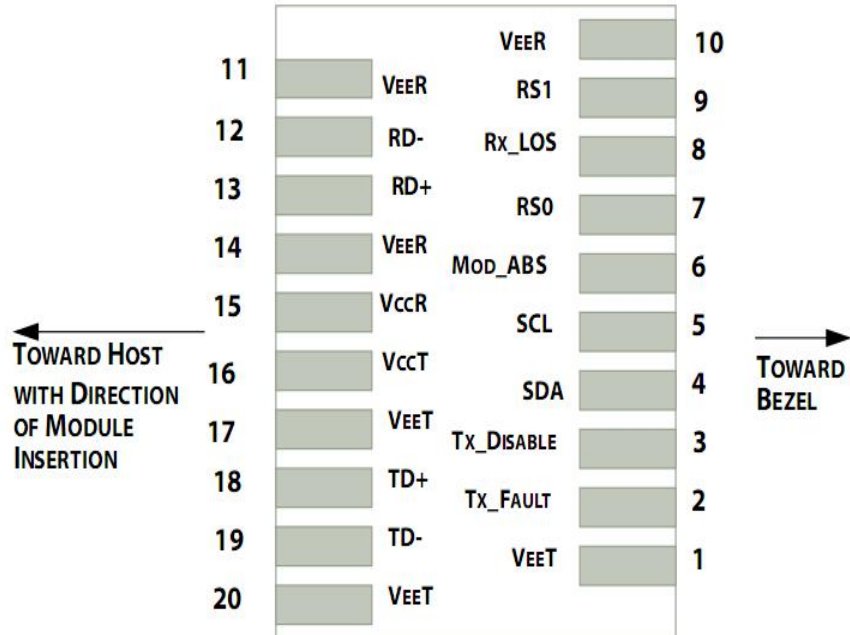 VEER 10
11 VEER
RS1 9
12 RD-
RX_LOS 8
13 RD+
RS0 7
14 VEER
MOD_ABS 6
15 VCCR
SCL 5
TOWARD HOST
WITH DIRECTION
OF MODULE
INSERTION
TOWARD
BEZEL
16 VCCT
SDA 4
17 VEET
TX_DISABLE 3
18 TD+
TX_FAULT 2
19 TD-
VEET 1
20 VEET